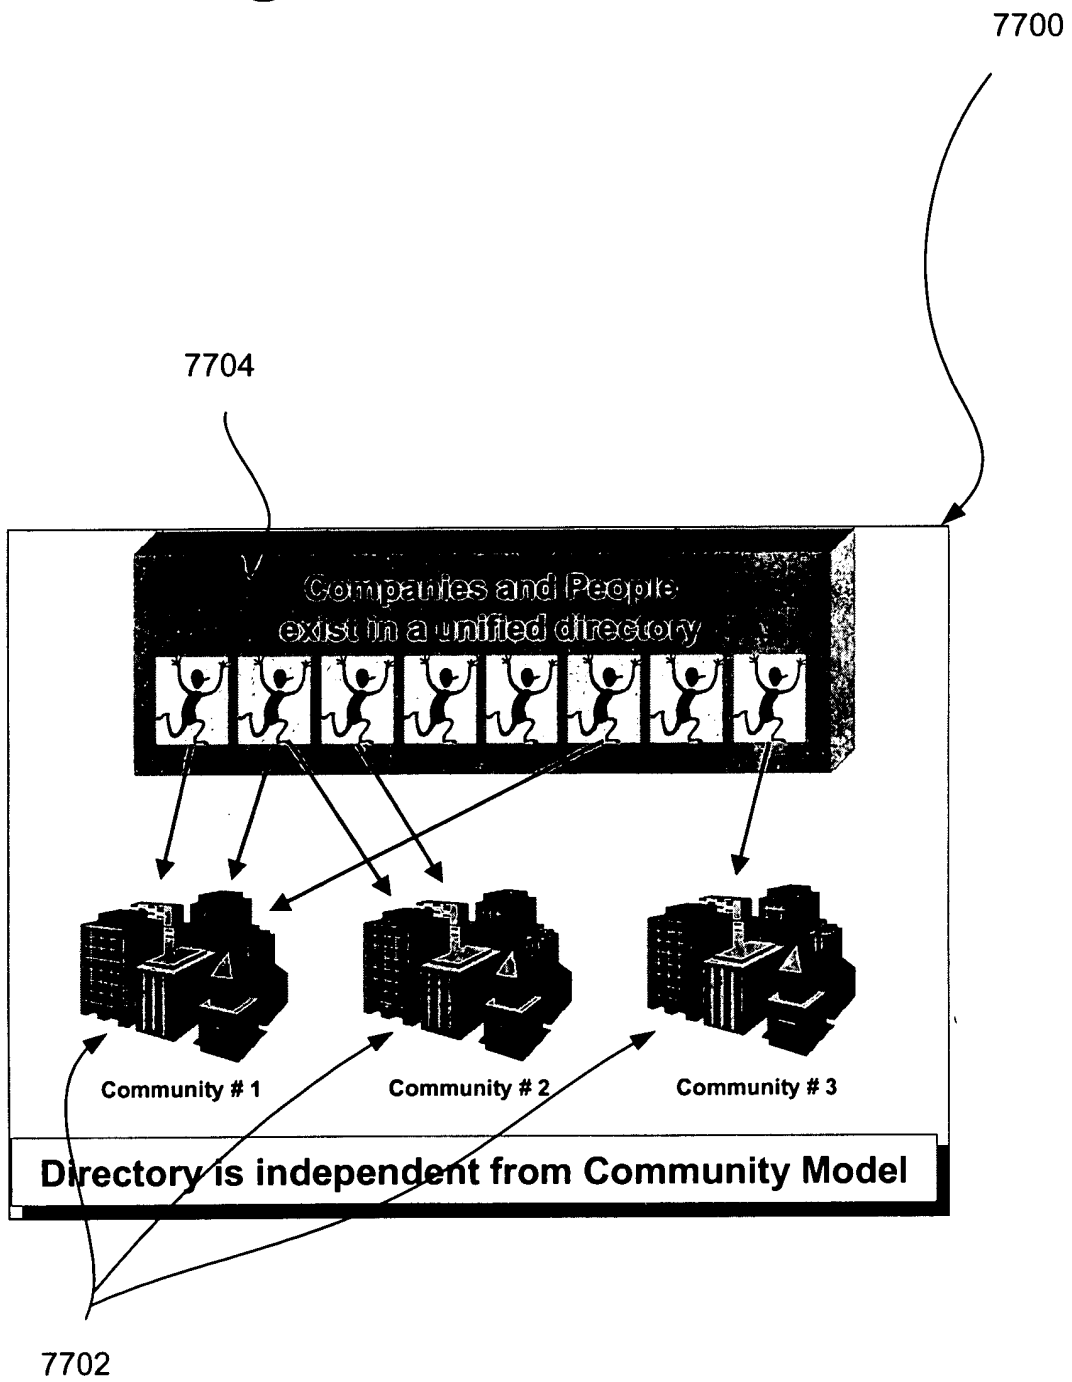 7700
7704
Companies and People
exist in a unified directory
Community # 1
Community # 2
Community # 3
Directory is independent from Community Model
7702